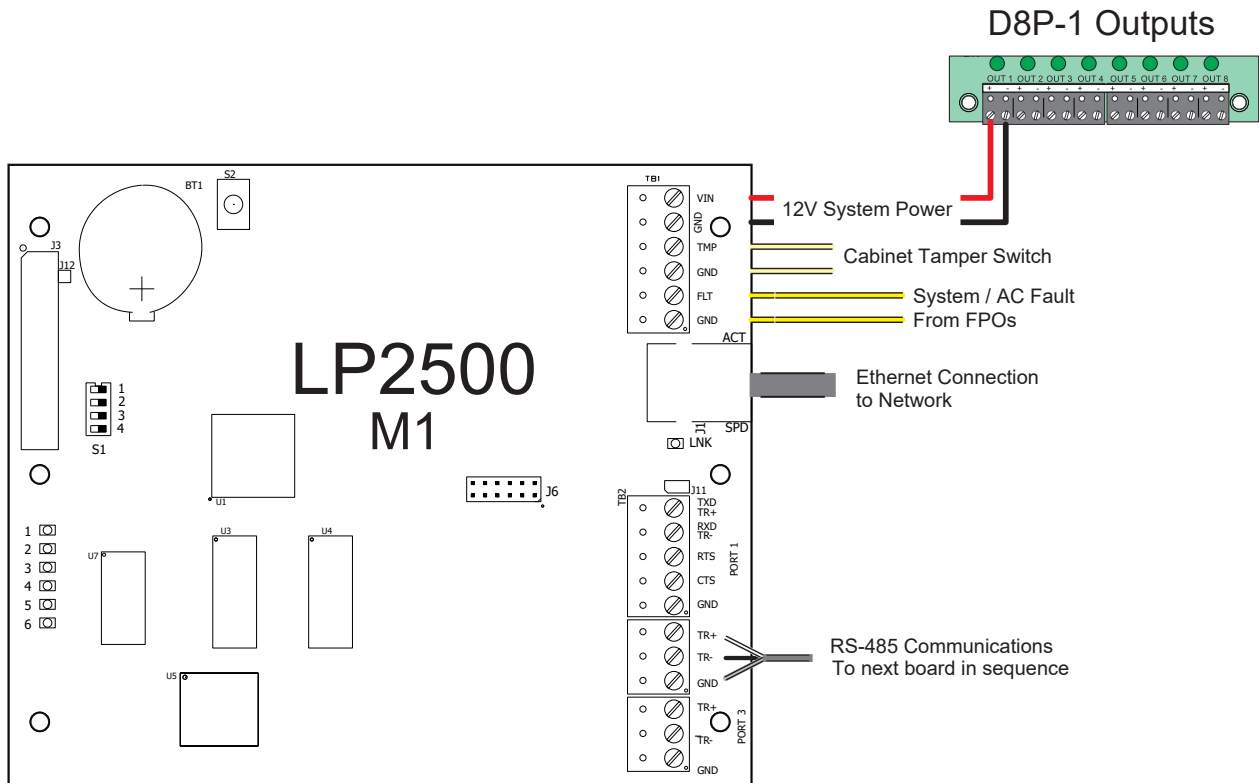 D8P-1 Outputs
OUT 1 OUT 2 OUT 3 OUT 4 OUT 5 OUT 6 OUT 7 OUT 8
+ - + - + - + - + - + - + - + -
S2
BT1
TB1
VIN
GND
12V System Power
TMP
Cabinet Tamper Switch
GND
J3
J12
FLT
System / AC Fault
GND
From FPOs
ACT
LP2500
M1
Ethernet Connection
to Network
1
2
3
4
S1
J1
SPD
LNK
J6
J11
TB2
TXD
TR+
RXD
TR-
RTS
CTS
GND
PORT 1
U1
U3
U4
U7
1
2
3
4
5
6
TR+
TR-
GND
RS-485 Communications
To next board in sequence
U5
TR+
TR-
GND
PORT 3